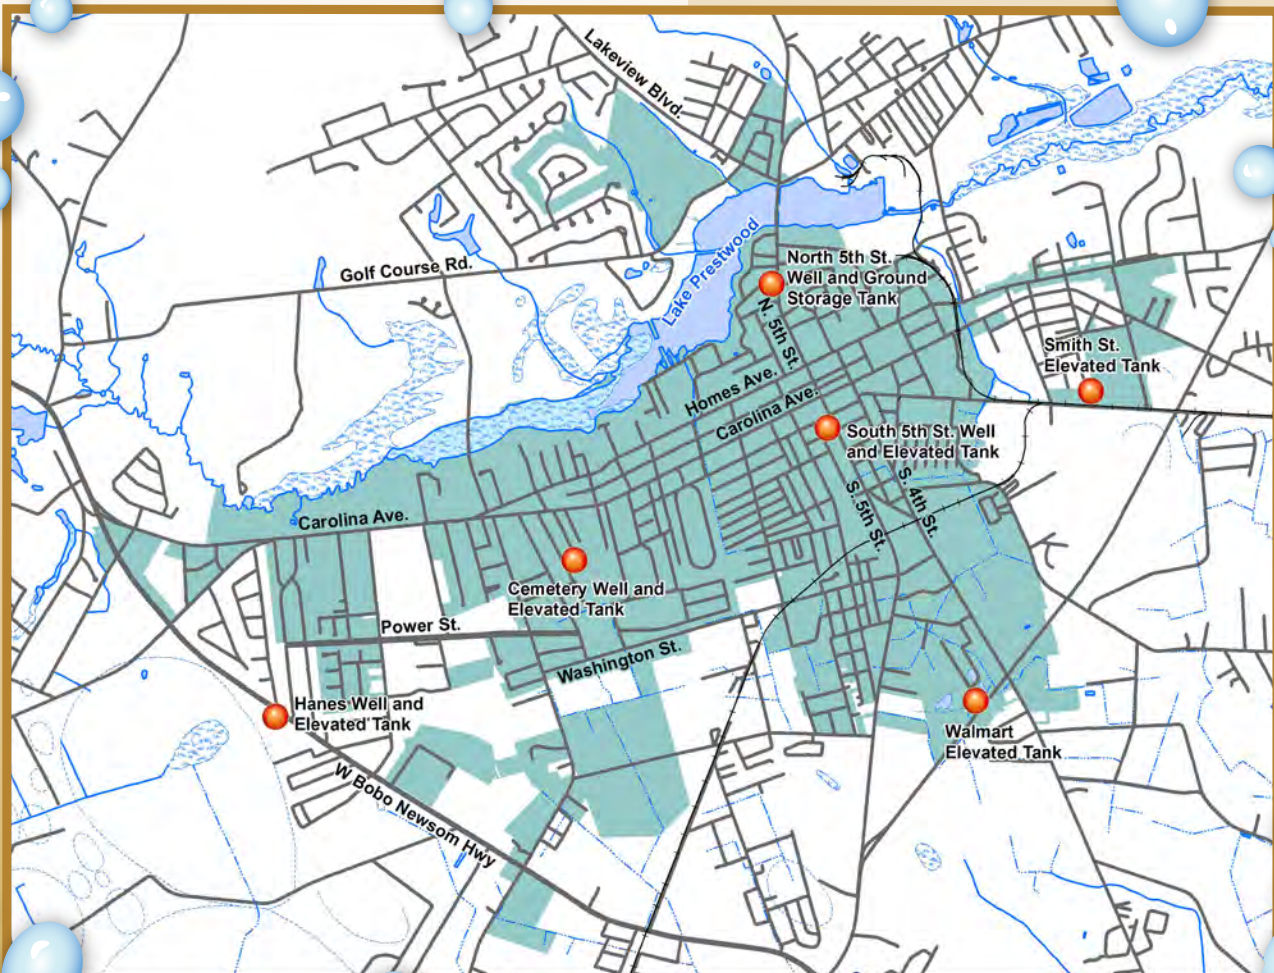 Lakeview Blvd.
Golf Course Rd.
Lake Prestwood
North 5th St.
Well and Ground
Storage Tank
N. 5th St.
Smith St.
Elevated Tank
Homes Ave.
Carolina Ave.
South 5th St. Well
and Elevated Tank
S. 4th St.
S. 5th St.
Carolina Ave.
Cemetery Well and
Elevated Tank
Power St.
Washington St.
Hanes Well and
Elevated Tank
Walmart
Elevated Tank
W Bobo Newsom Hwy